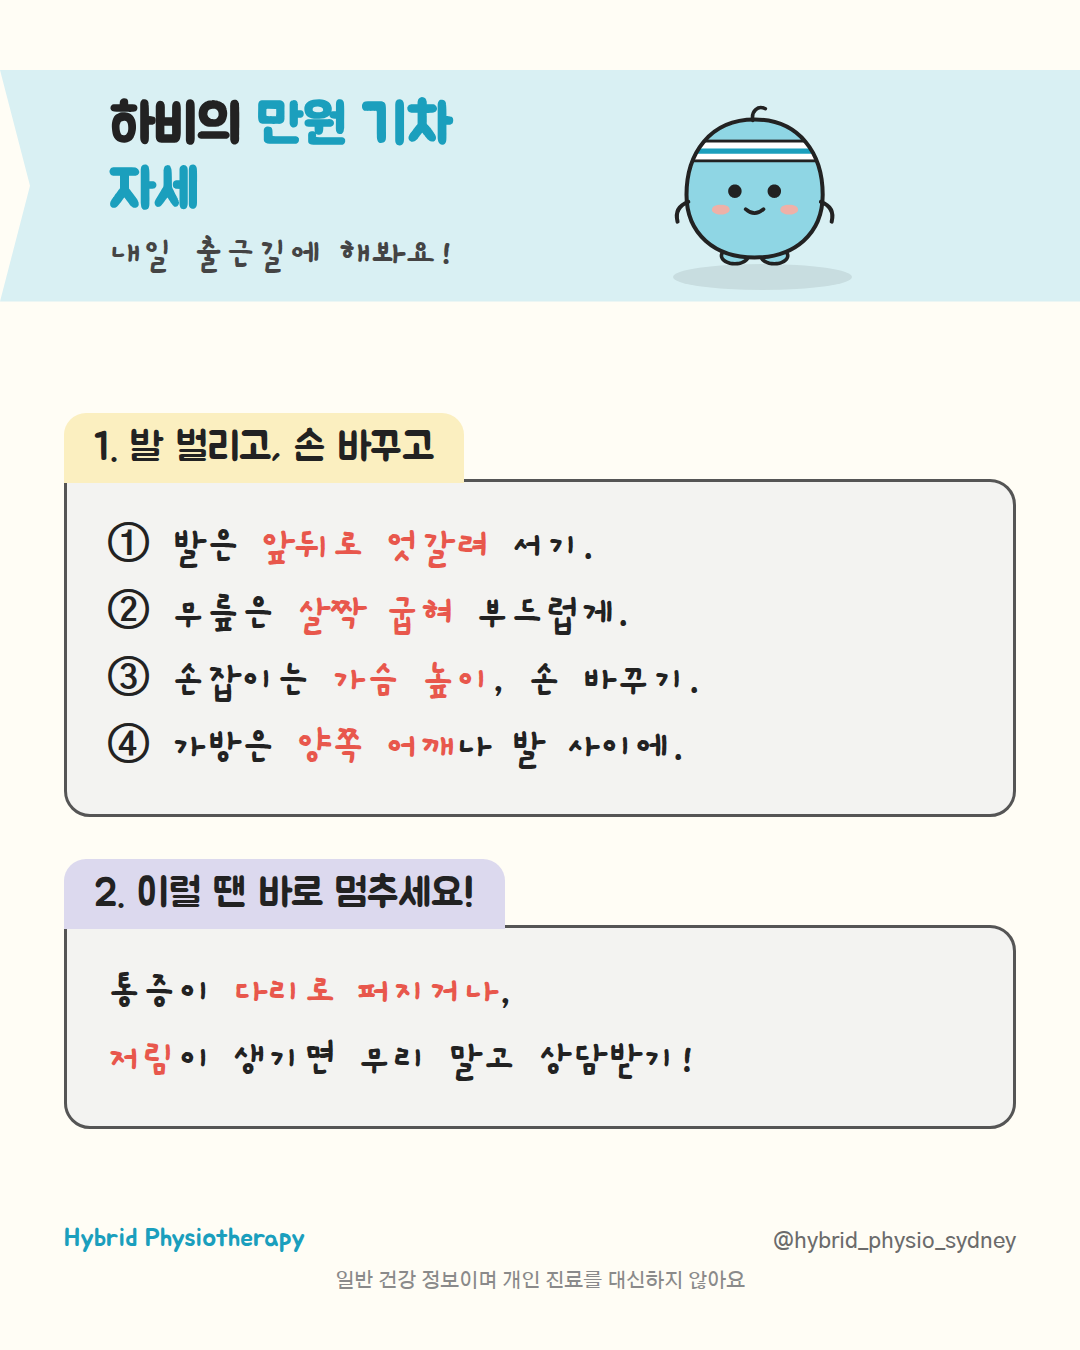 하비의 만원 기차
자세
내일 출근길에 해봐요!
1. 발 벌리고, 손 바꾸고
① 발은 앞뒤로 엇갈려 서기.
② 무릎은 살짝 굽혀 부드럽게.
③ 손잡이는 가슴 높이, 손 바꾸기.
④ 가방은 양쪽 어깨나 발 사이에.
2. 이럴 땐 바로 멈추세요!
통증이 다리로 퍼지거나,
저림이 생기면 무리 말고 상담받기!
Hybrid Physiotherapy
@hybrid_physio_sydney
일반 건강 정보이며 개인 진료를 대신하지 않아요